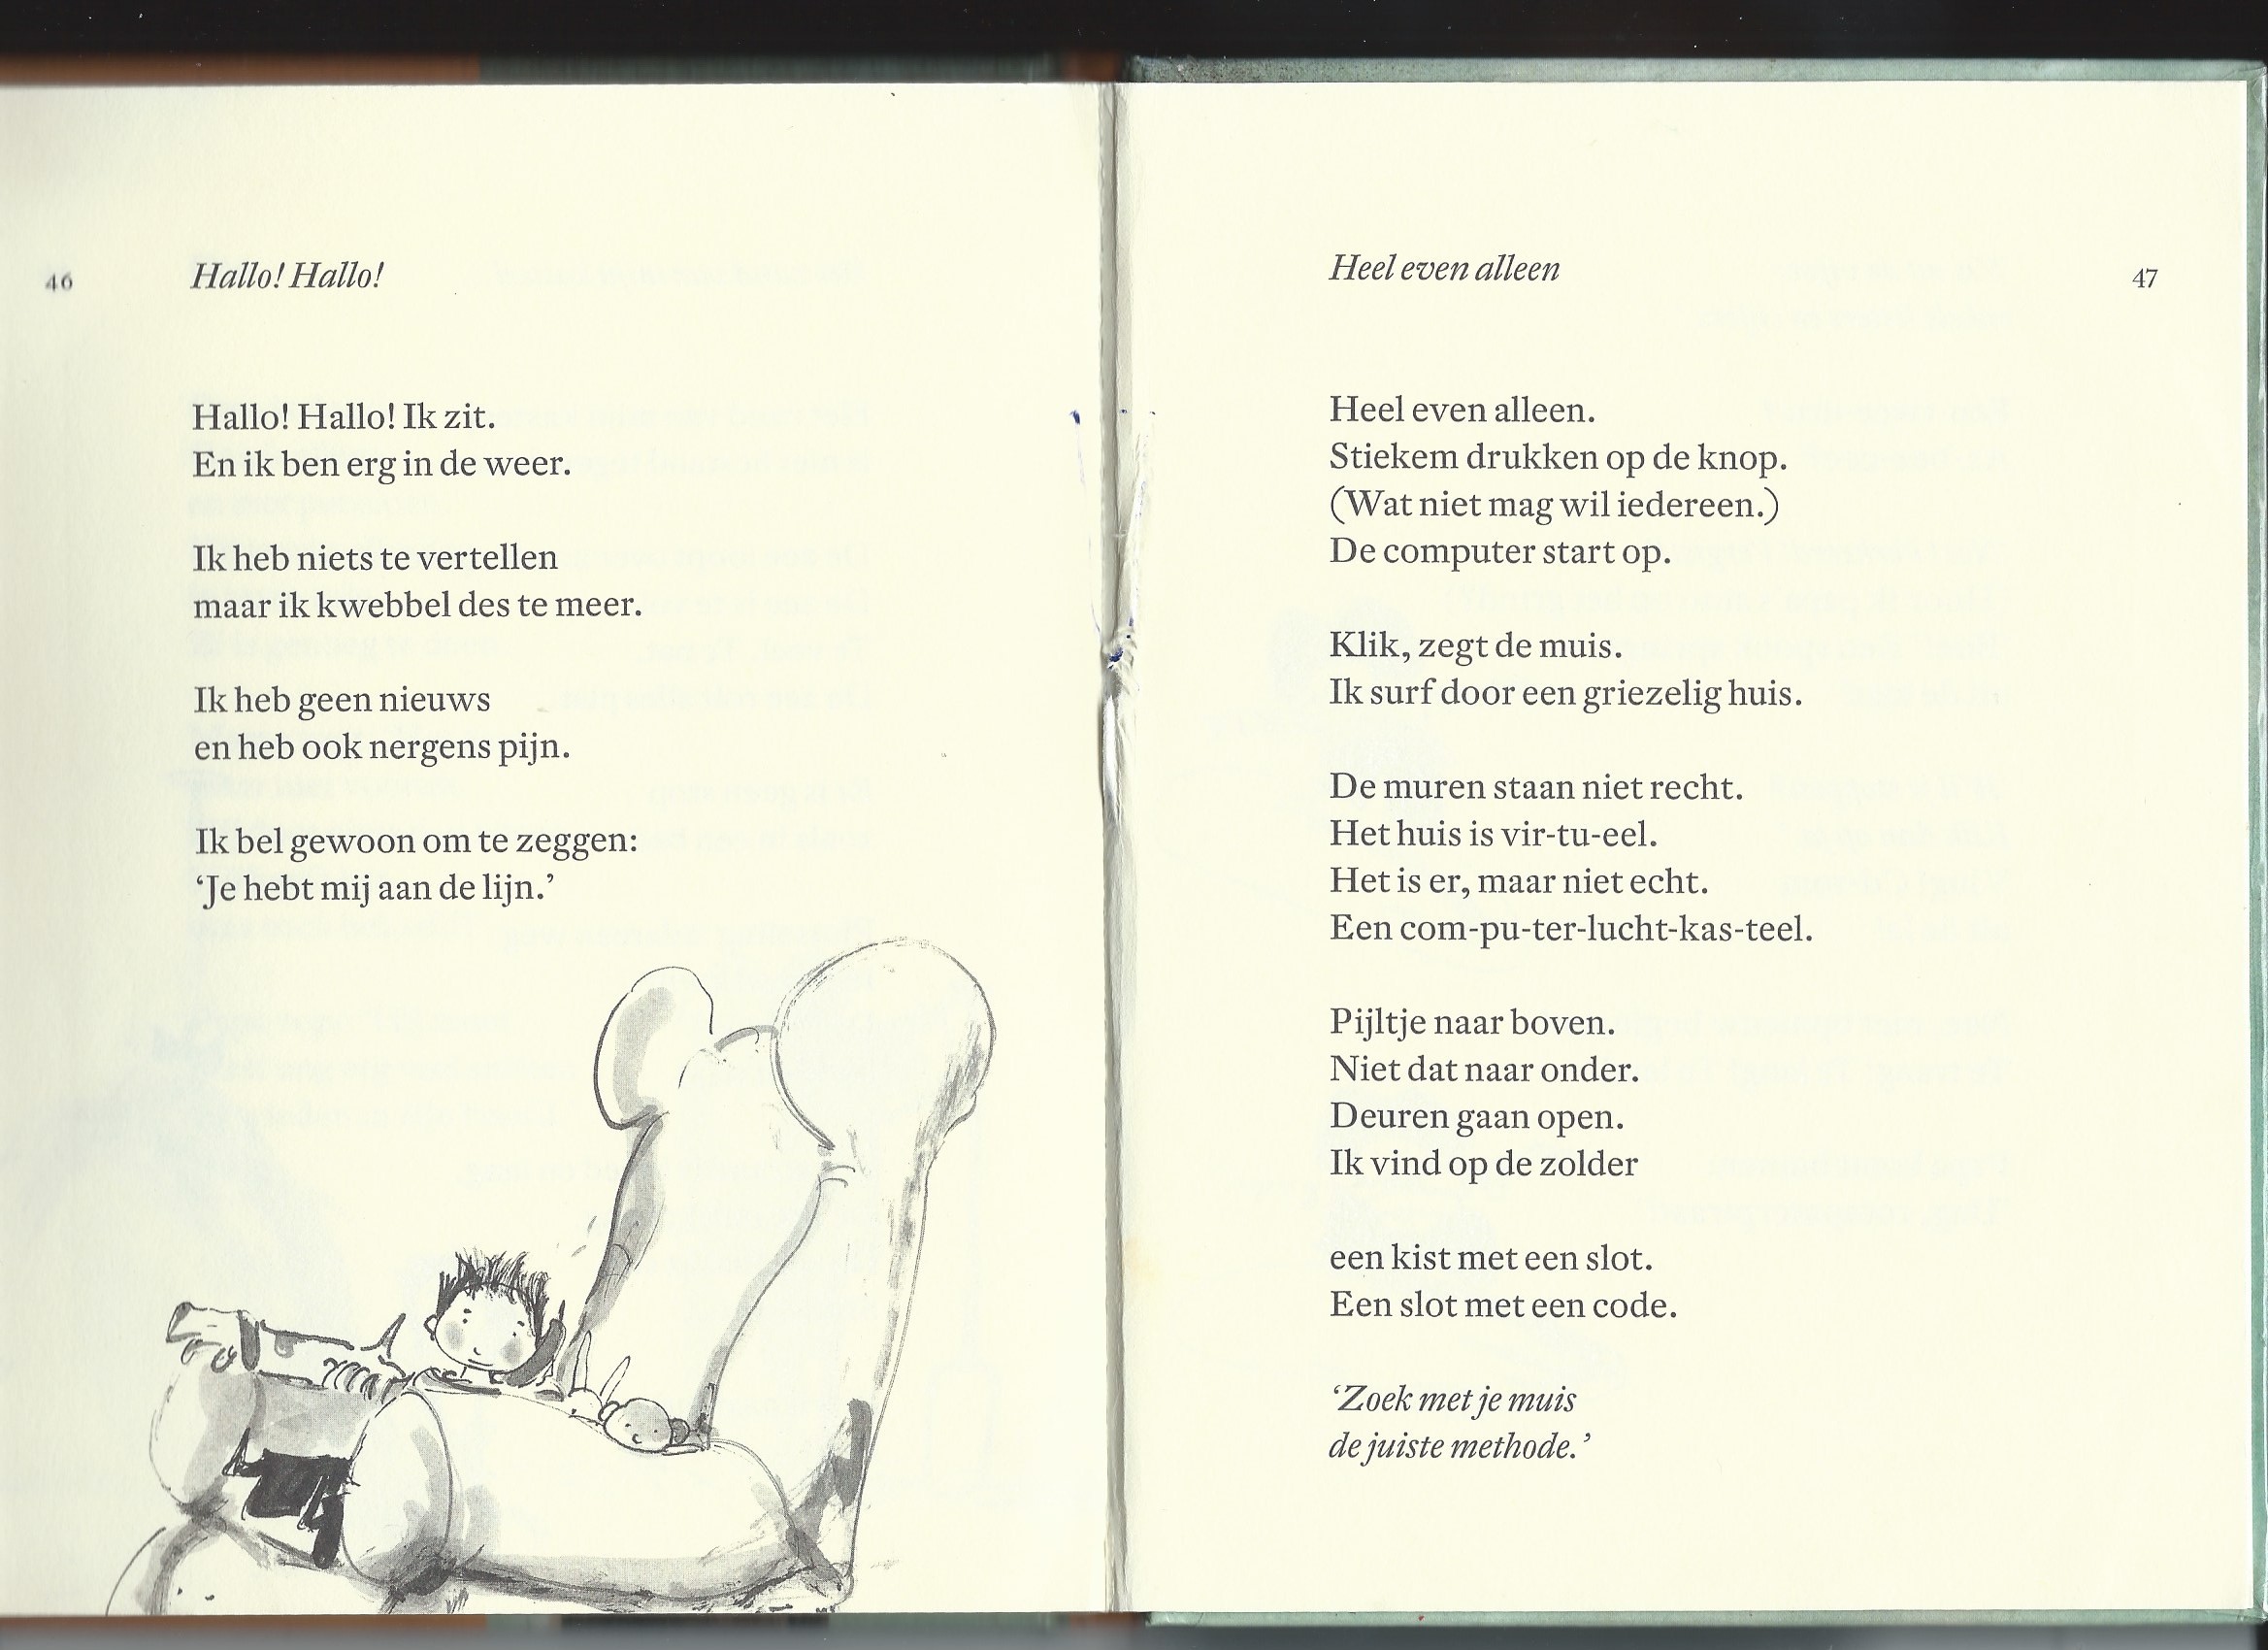 46
Hallo! Hallo!
Hallo! Hallo! Ik zit.
En ik ben erg in de weer.
Ik heb niets te vertellen
maar ik kwebbel des te meer.
Ik heb geen nieuws
en heb ook nergens pijn.
Ik bel gewoon om te zeggen:
‘Je hebt mij aan de lijn.’
Heel even alleen
47
Heel even alleen.
Stiekem drukken op de knop.
(Wat niet mag wil iedereen.)
De computer start op.
Klik, zegt de muis.
Ik surf door een griezelig huis.
De muren staan niet recht.
Het huis is vir-tu-eel.
Het is er, maar niet echt.
Een com-pu-ter-lucht-kas-teel.
Pijltje naar boven.
Niet dat naar onder.
Deuren gaan open.
Ik vind op de zolder
een kist met een slot.
Een slot met een code.
‘Zoek met je muis
de juiste methode.’